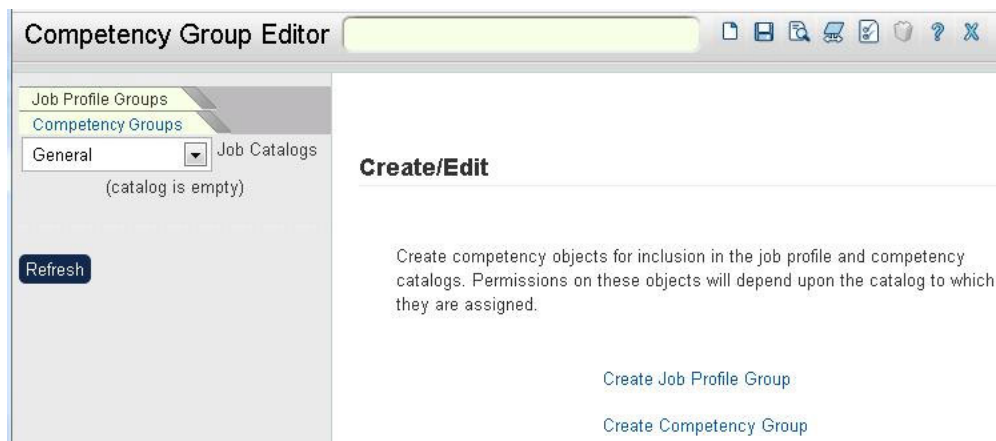 Competency Group Editor
Job Profile Groups
Competency Groups
General
Job Catalogs
(catalog is empty)
Refresh
Create/Edit
Create competency objects for inclusion in the job profile and competency
catalogs. Permissions on these objects will depend upon the catalog to which
they are assigned.
Create Job Profile Group
Create Competency Group